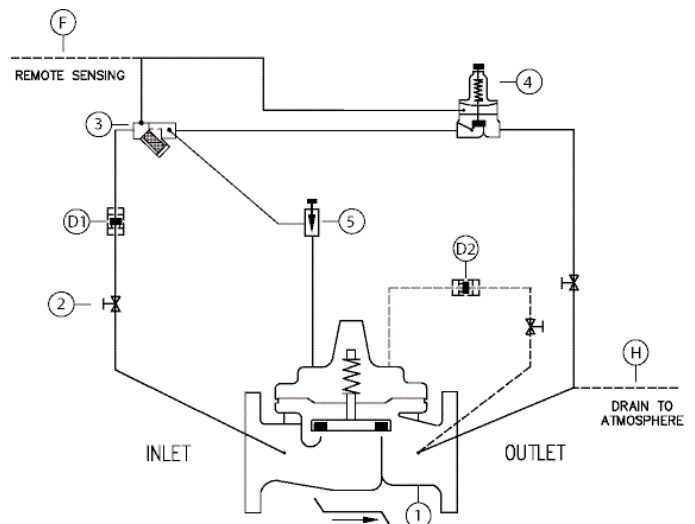 F
REMOTE SENSING
4
3
D1
5
D2
2
H
DRAIN TO
ATMOSPHERE
INLET
OUTLET
1